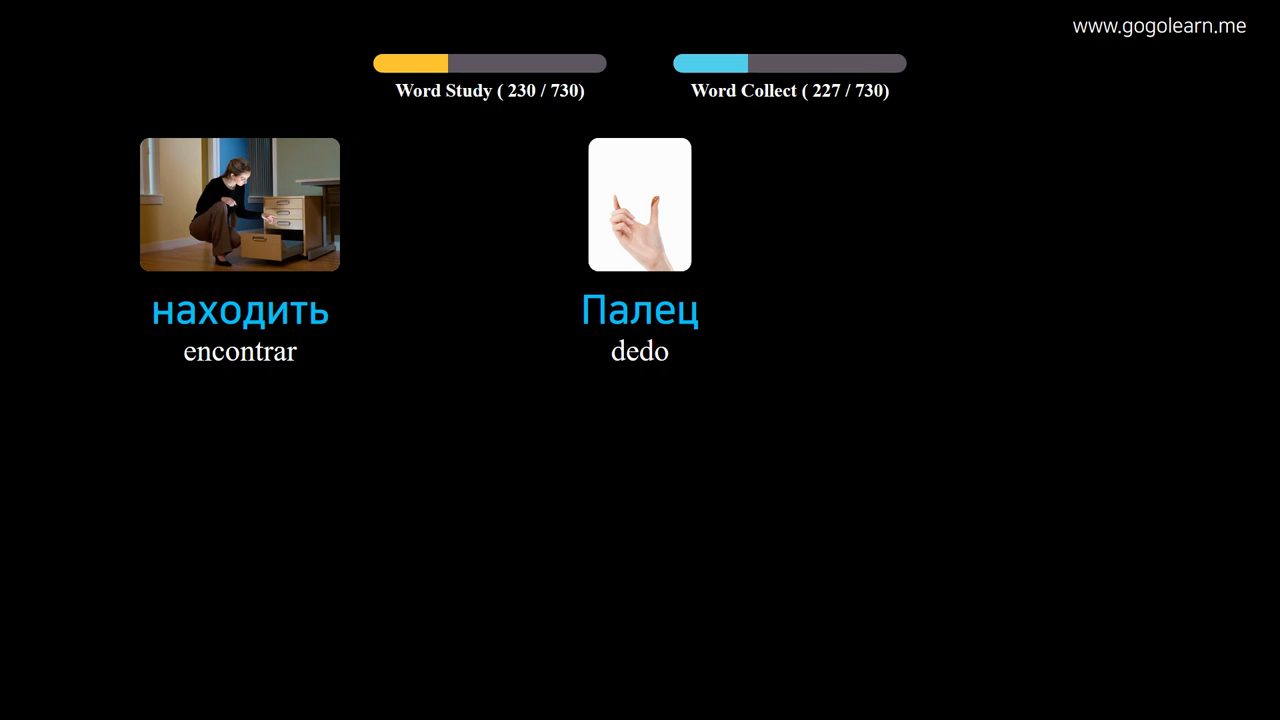 www.gogolearn.me
Word Study ( 230 / 730)
Word Collect ( 227 / 730)
находить
encontrar
Палец
dedo